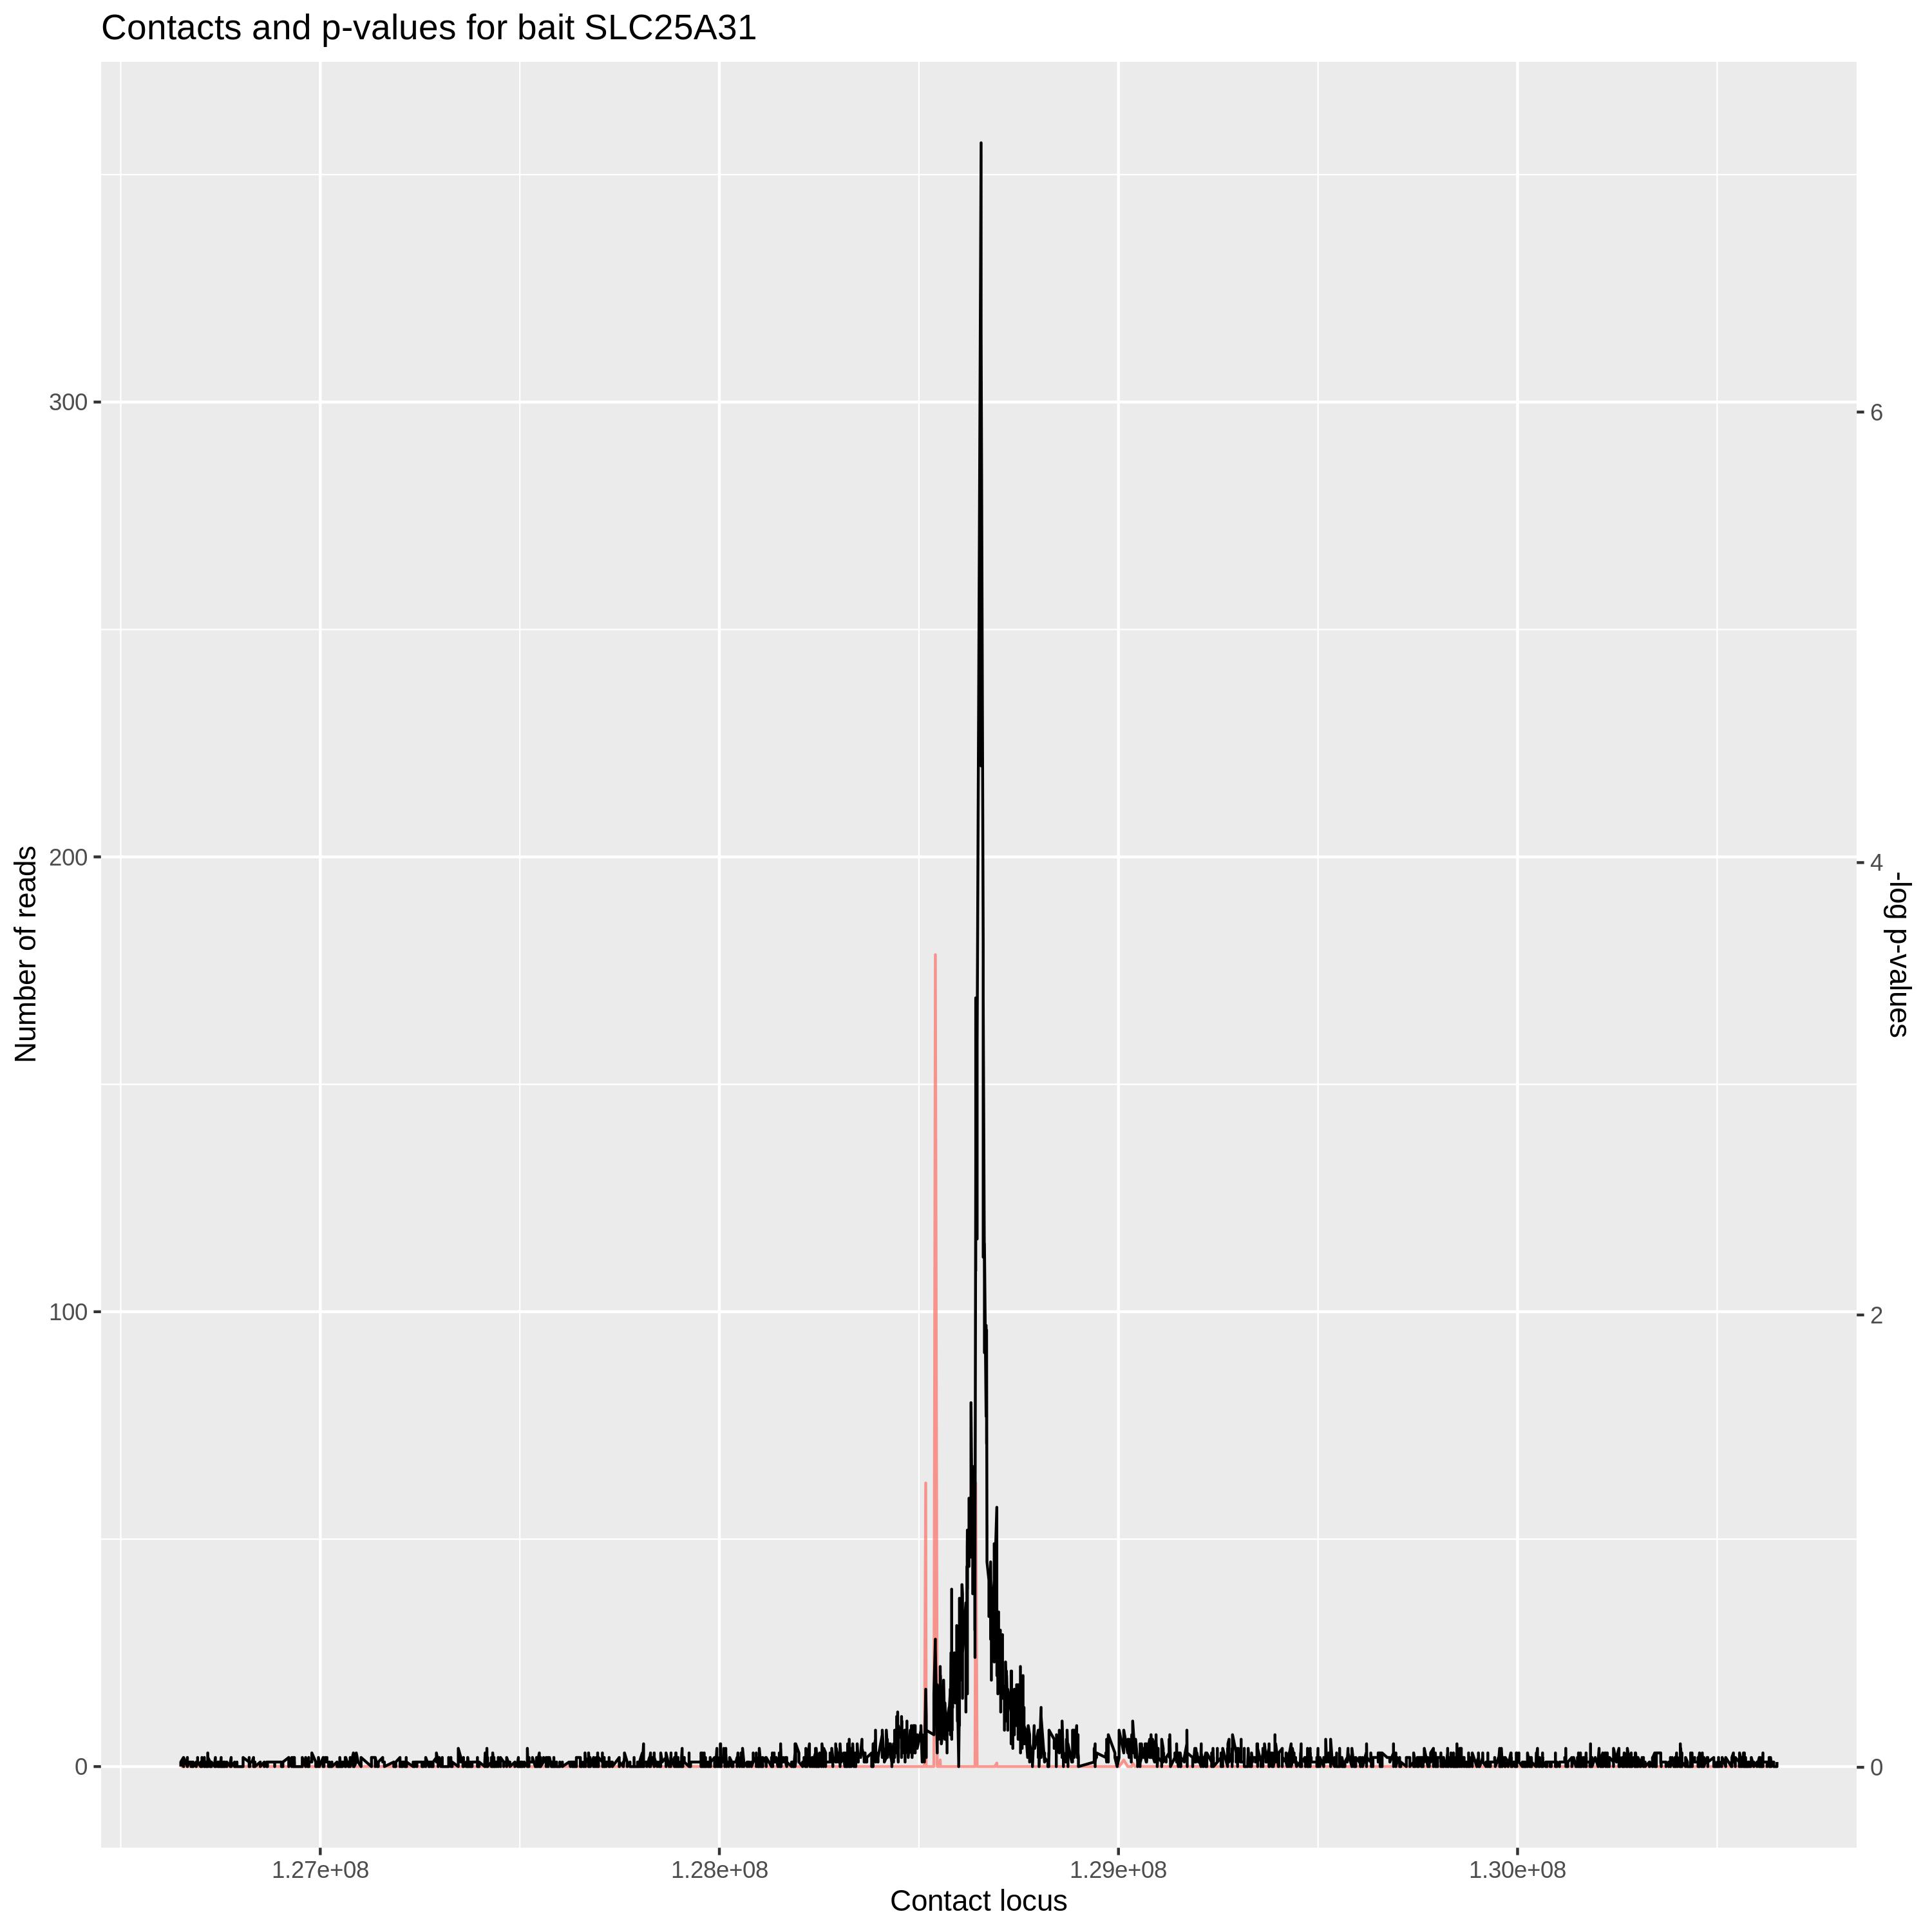 Contacts and p-values for bait SLC25A31
Number of reads
300
200
100
0
6
4
2
0
-log p-values
1.27e+08 1.28e+08 1.29e+08 1.30e+08
Contact locus